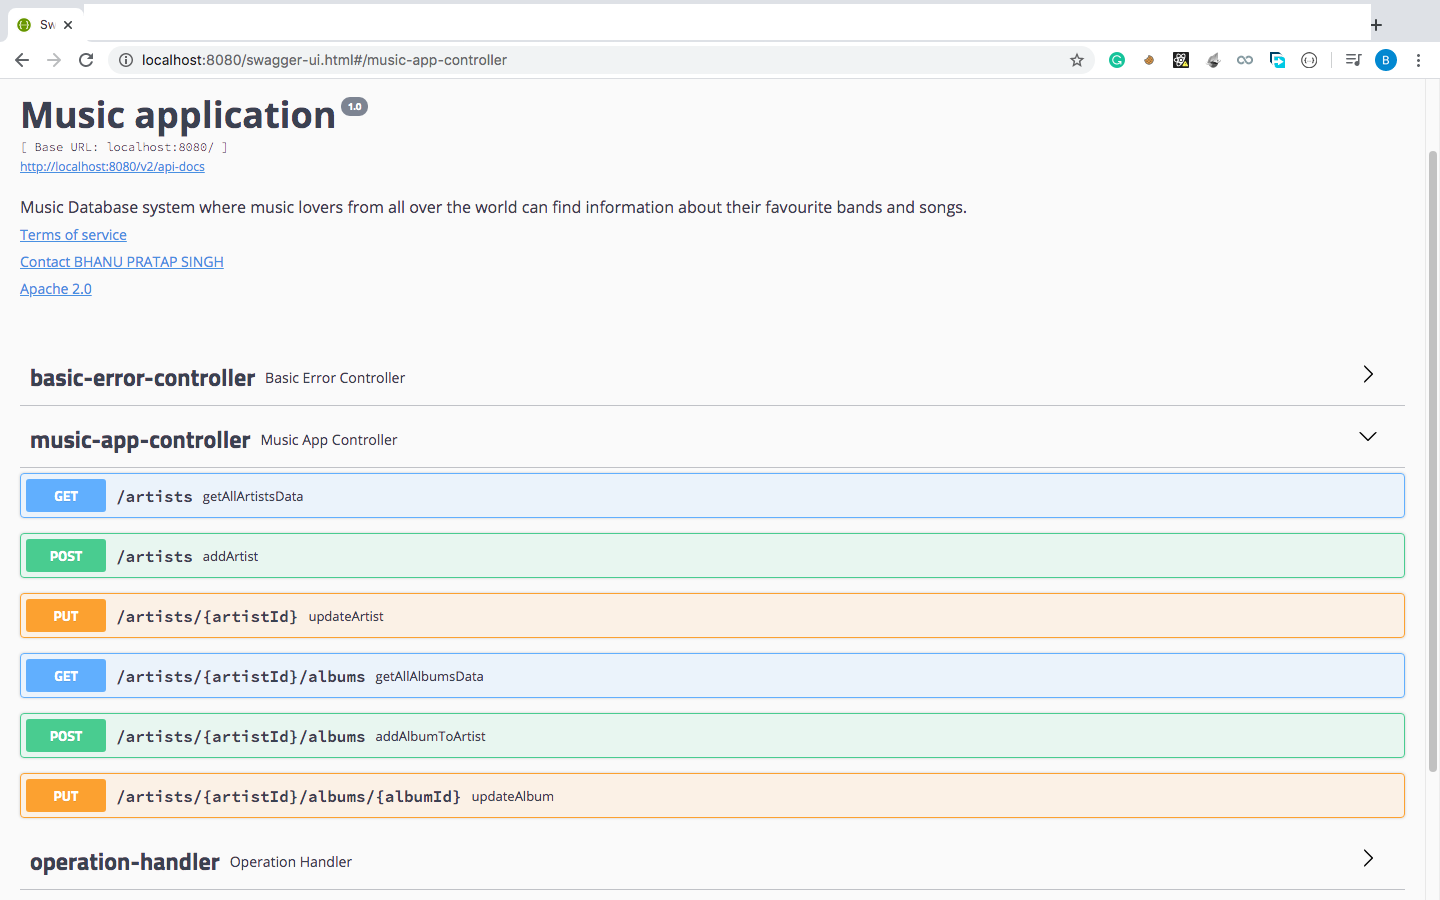 Sw
localhost:8080/swagger-ui.html#/music-app-controller
B
Music application 1.0
[ Base URL: localhost:8080/ ]
http://localhost:8080/v2/api-docs
Music Database system where music lovers from all over the world can find information about their favourite bands and songs.
Terms of service
Contact BHANU PRATAP SINGH
Apache 2.0
basic-error-controller Basic Error Controller
music-app-controller Music App Controller
GET /artists getAllArtistsData
POST /artists addArtist
PUT /artists/{artistId} updateArtist
GET /artists/{artistId}/albums getAllAlbumsData
POST /artists/{artistId}/albums addAlbumToArtist
PUT /artists/{artistId}/albums/{albumId} updateAlbum
operation-handler Operation Handler